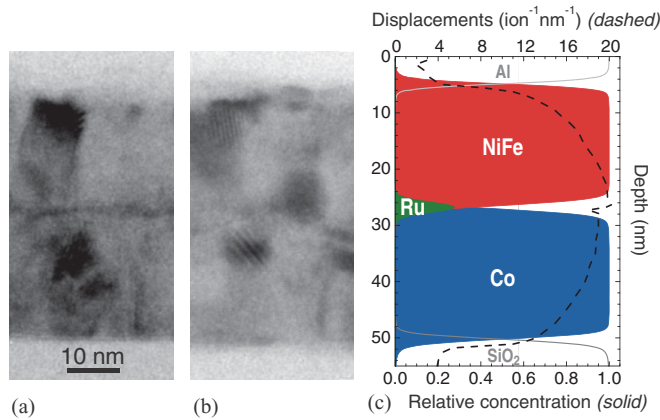 Displacements (ion⁻¹nm⁻¹) (dashed)
0 4 8 12 16 20
0
Al
10
NiFe
20
Ru
30
Depth (nm)
Co
40
50
SiO₂
0.0 0.2 0.4 0.6 0.8 1.0
10 nm
(a) (b) (c) Relative concentration (solid)